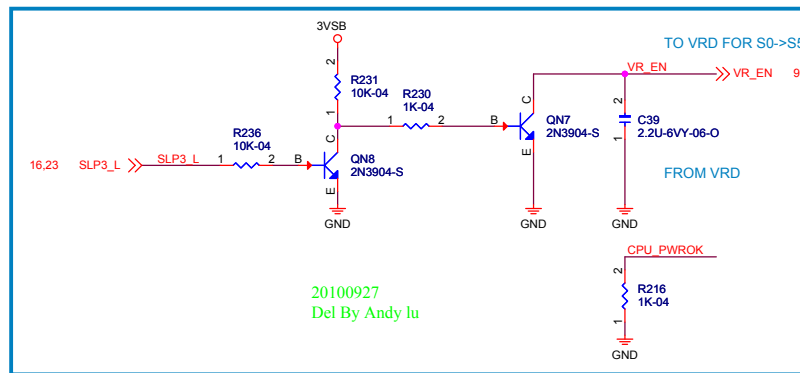 3VSB
TO VRD FOR S0->S5
2
R231
10K-04
1
R230
1K-04
1 2
VR_EN
VR_EN 9
2
C39
2.2U-6VY-06-O
1
C
B
QN7
2N3904-S
E
16,23 SLP3_L
SLP3_L
R236
10K-04
1 2
B
C
QN8
2N3904-S
E
FROM VRD
GND
GND
GND
CPU_PWROK
2
R216
1K-04
1
GND
20100927
Del By Andy lu